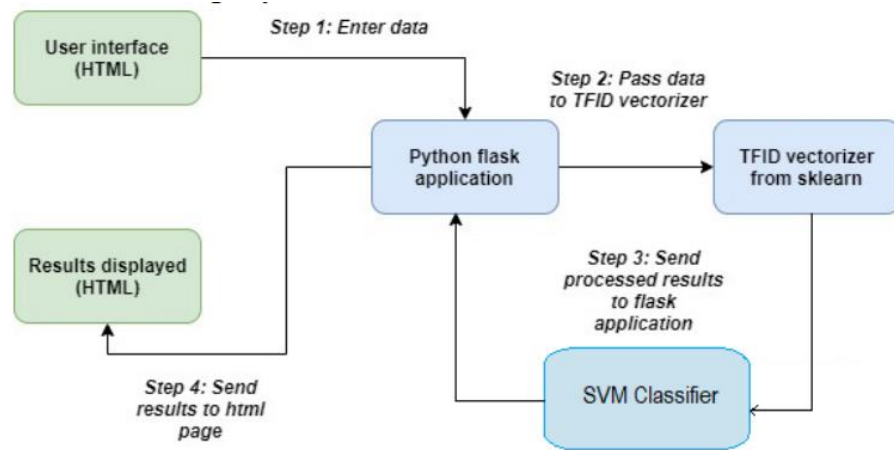 Step 1: Enter data
User interface
(HTML)
Step 2: Pass data
to TFID vectorizer
Python flask
application
TFID vectorizer
from sklearn
Results displayed
(HTML)
Step 3: Send
processed results
to flask
application
Step 4: Send
results to html
page
SVM Classifier